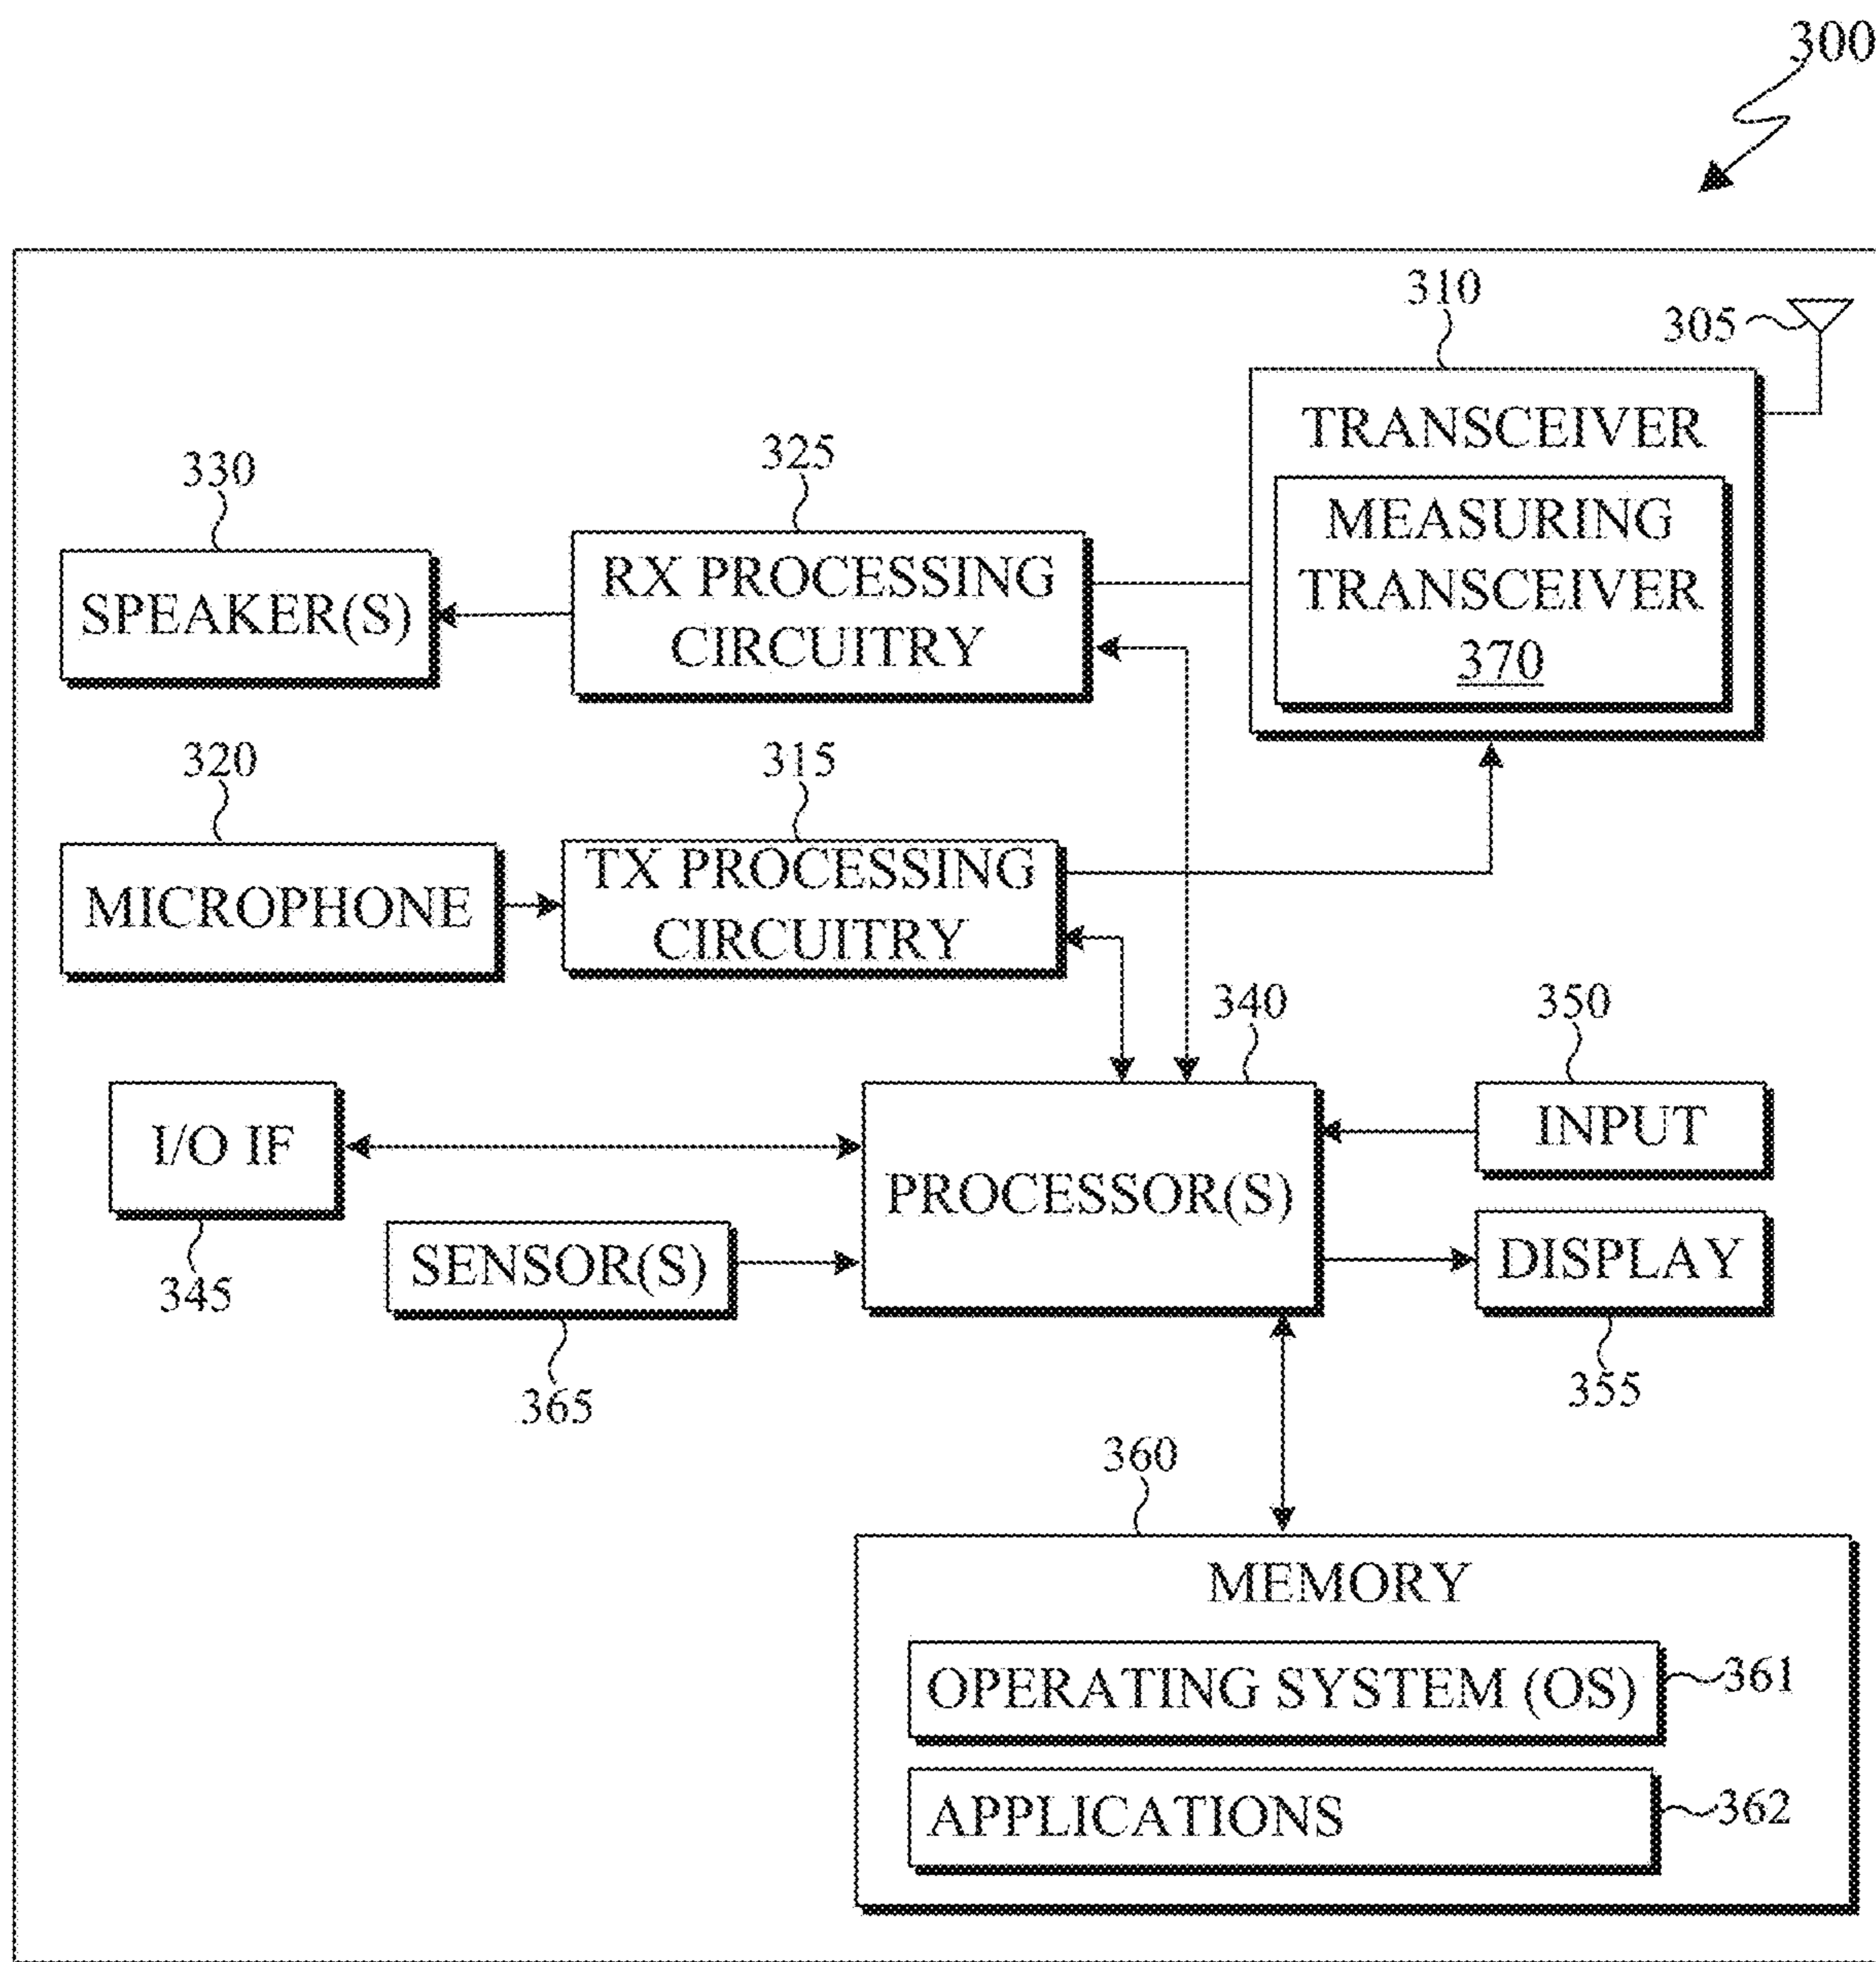 300
310
305
TRANSCEIVER
325
330
MEASURING
TRANSCEIVER
370
RX PROCESSING
CIRCUITRY
SPEAKER(S)
320
315
MICROPHONE
TX PROCESSING
CIRCUITRY
340
350
I/O IF
PROCESSOR(S)
INPUT
SENSOR(S)
DISPLAY
345
365
355
360
MEMORY
OPERATING SYSTEM (OS)
361
APPLICATIONS
362